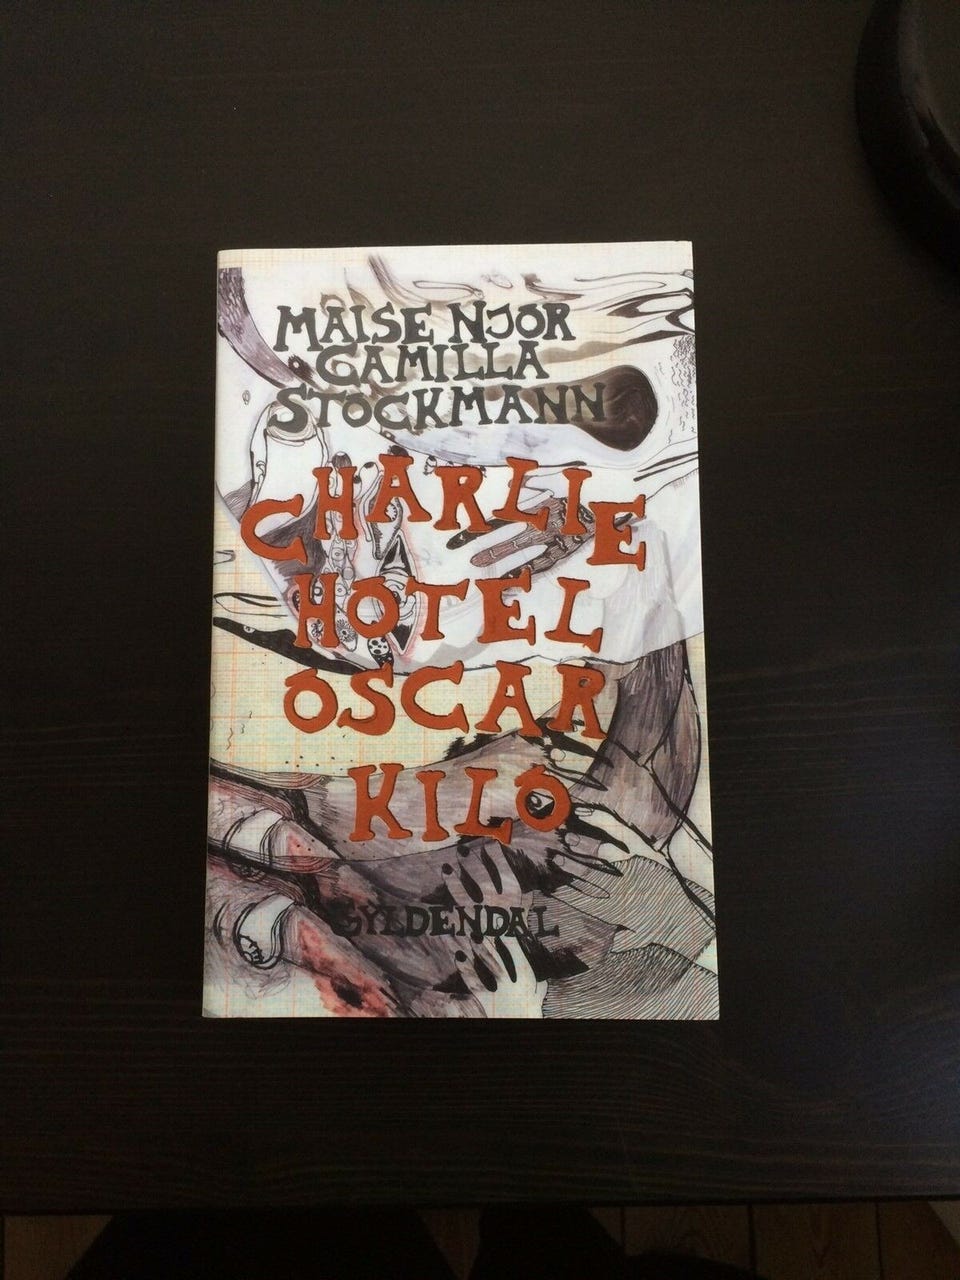 MAISE NJOR
CAMILLA
STOCKMANN
CHARLIE
HOTEL
OSCAR
KILO
GYLDENDAL